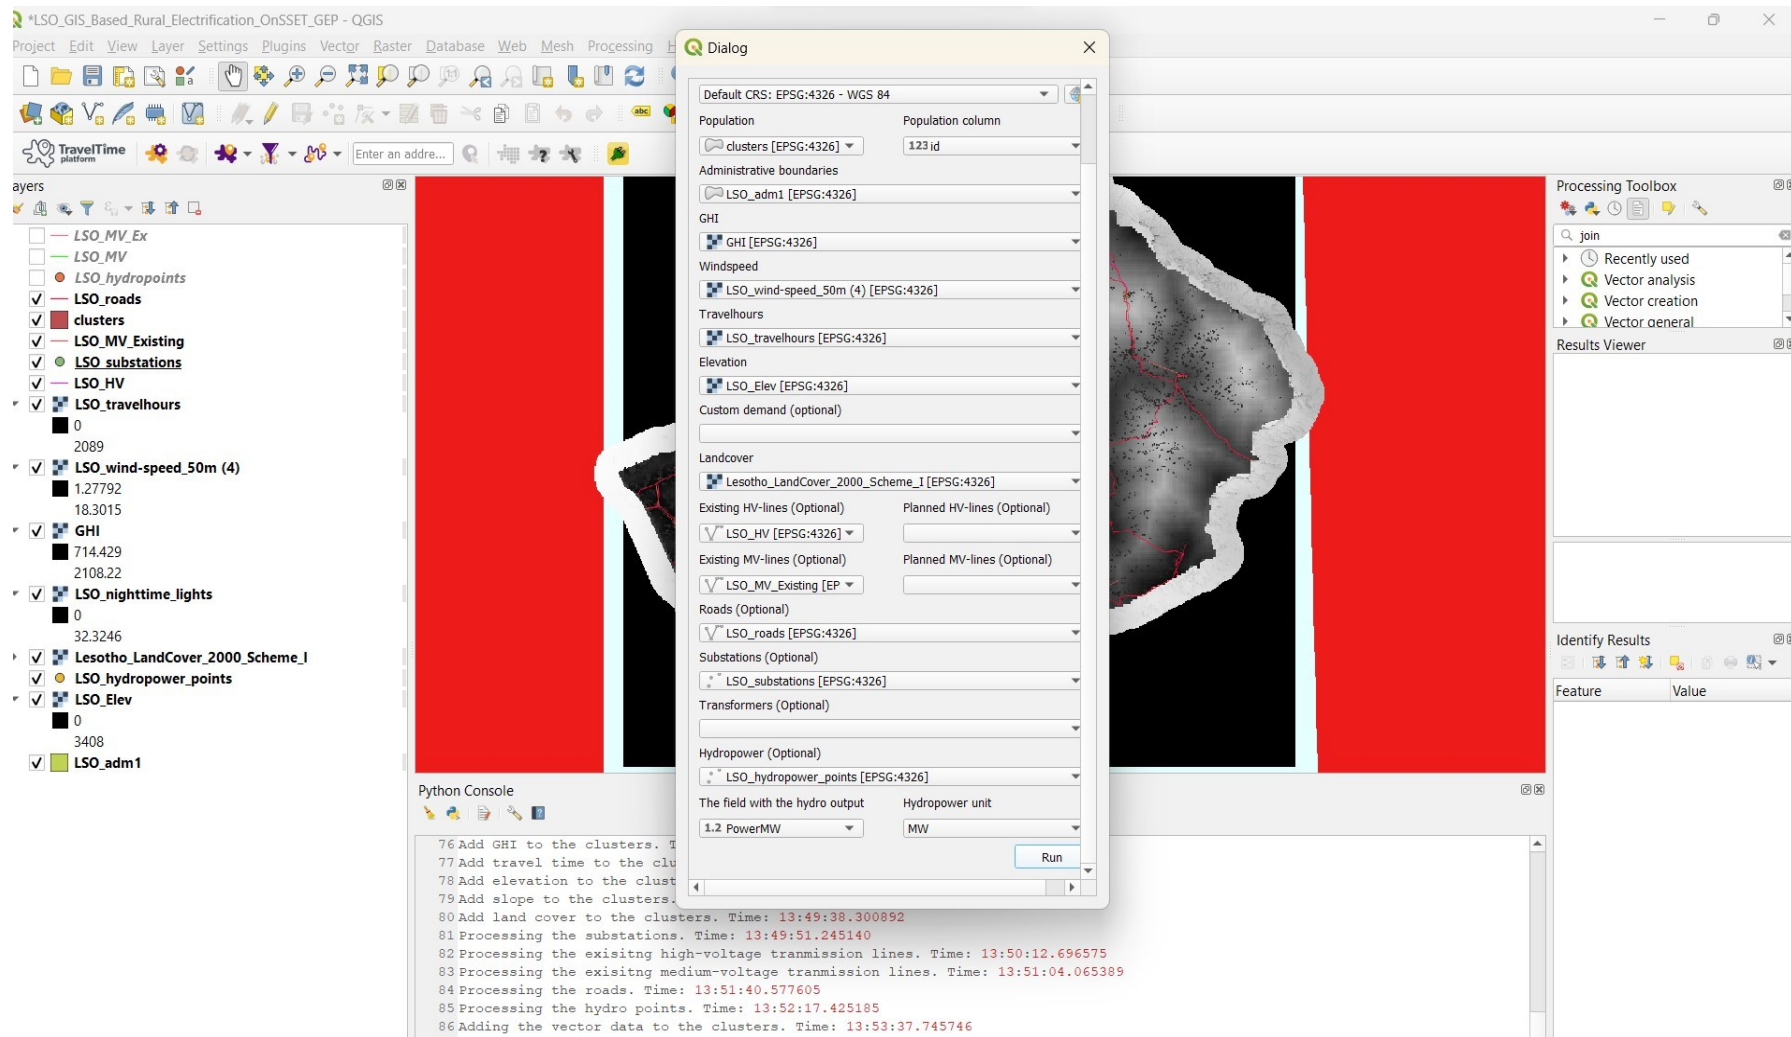 *LSO_GIS_Based_Rural_Electrification_OnSSET_GEP - QGIS
Project Edit View Layer Settings Plugins Vector Raster Database Web Mesh Processing
TravelTime
platform
Enter an addre...
abc
1:1
ayers
LSO_MV_Ex
LSO_MV
LSO_hydropoints
LSO_roads
clusters
LSO_MV_Existing
LSO_substations
LSO_HV
LSO_travelhours
0
2089
LSO_wind-speed_50m (4)
1.27792
18.3015
GHI
714.429
2108.22
LSO_nighttime_lights
0
32.3246
Lesotho_LandCover_2000_Scheme_I
LSO_hydropower_points
LSO_Elev
0
3408
LSO_adm1
Dialog
Default CRS: EPSG:4326 - WGS 84
Population Population column
clusters [EPSG:4326] 123 id
Administrative boundaries
LSO_adm1 [EPSG:4326]
GHI
GHI [EPSG:4326]
Windspeed
LSO_wind-speed_50m (4) [EPSG:4326]
Travelhours
LSO_travelhours [EPSG:4326]
Elevation
LSO_Elev [EPSG:4326]
Custom demand (optional)
Landcover
Lesotho_LandCover_2000_Scheme_I [EPSG:4326]
Existing HV-lines (Optional) Planned HV-lines (Optional)
LSO_HV [EPSG:4326]
Existing MV-lines (Optional) Planned MV-lines (Optional)
LSO_MV_Existing [EP
Roads (Optional)
LSO_roads [EPSG:4326]
Substations (Optional)
LSO_substations [EPSG:4326]
Transformers (Optional)
Hydropower (Optional)
LSO_hydropower_points [EPSG:4326]
The field with the hydro output Hydropower unit
1.2 PowerMW MW
Run
Processing Toolbox
join
Recently used
Vector analysis
Vector creation
Vector general
Results Viewer
Identify Results
Feature Value
Python Console
76 Add GHI to the clusters. T
77 Add travel time to the clu
78 Add elevation to the clust
79 Add slope to the clusters.
80 Add land cover to the clusters. Time: 13:49:38.300892
81 Processing the substations. Time: 13:49:51.245140
82 Processing the exisitng high-voltage tranmission lines. Time: 13:50:12.696575
83 Processing the exisitng medium-voltage tranmission lines. Time: 13:51:04.065389
84 Processing the roads. Time: 13:51:40.577605
85 Processing the hydro points. Time: 13:52:17.425185
86 Adding the vector data to the clusters. Time: 13:53:37.745746